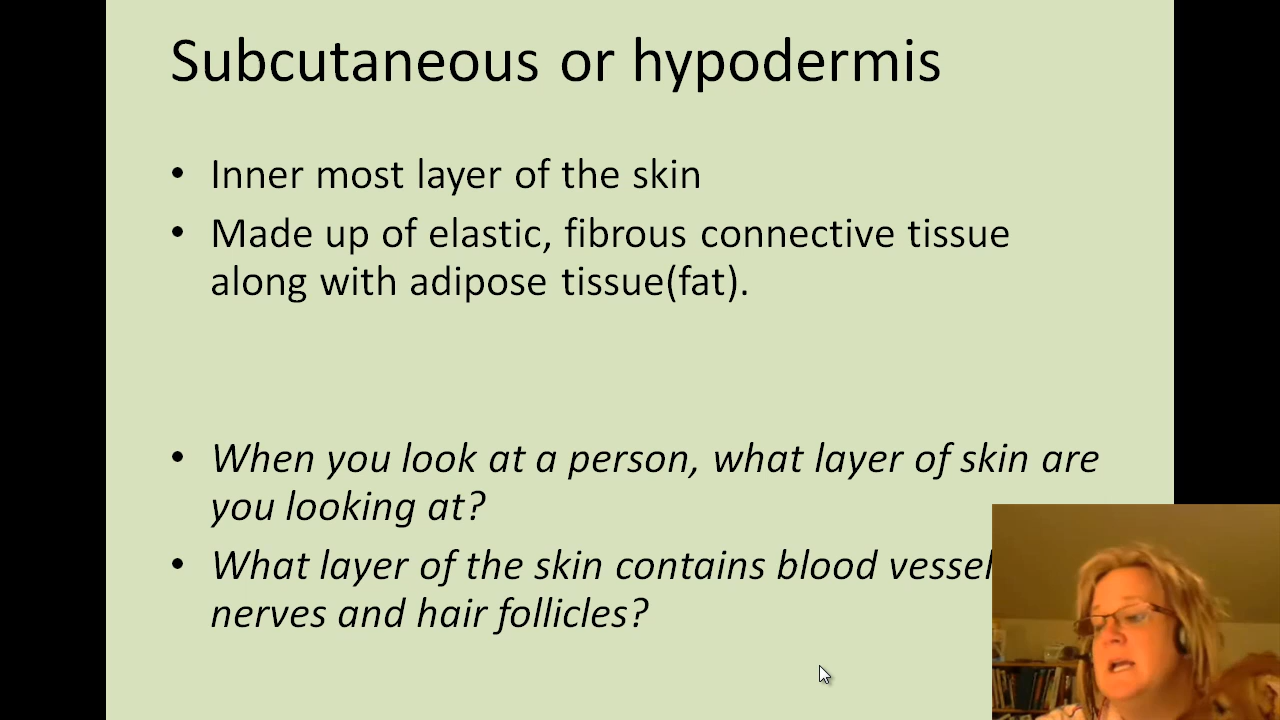 Subcutaneous or hypodermis
• Inner most layer of the skin
• Made up of elastic, fibrous connective tissue
along with adipose tissue(fat).
• When you look at a person, what layer of skin are
you looking at?
• What layer of the skin contains blood vessel
nerves and hair follicles?